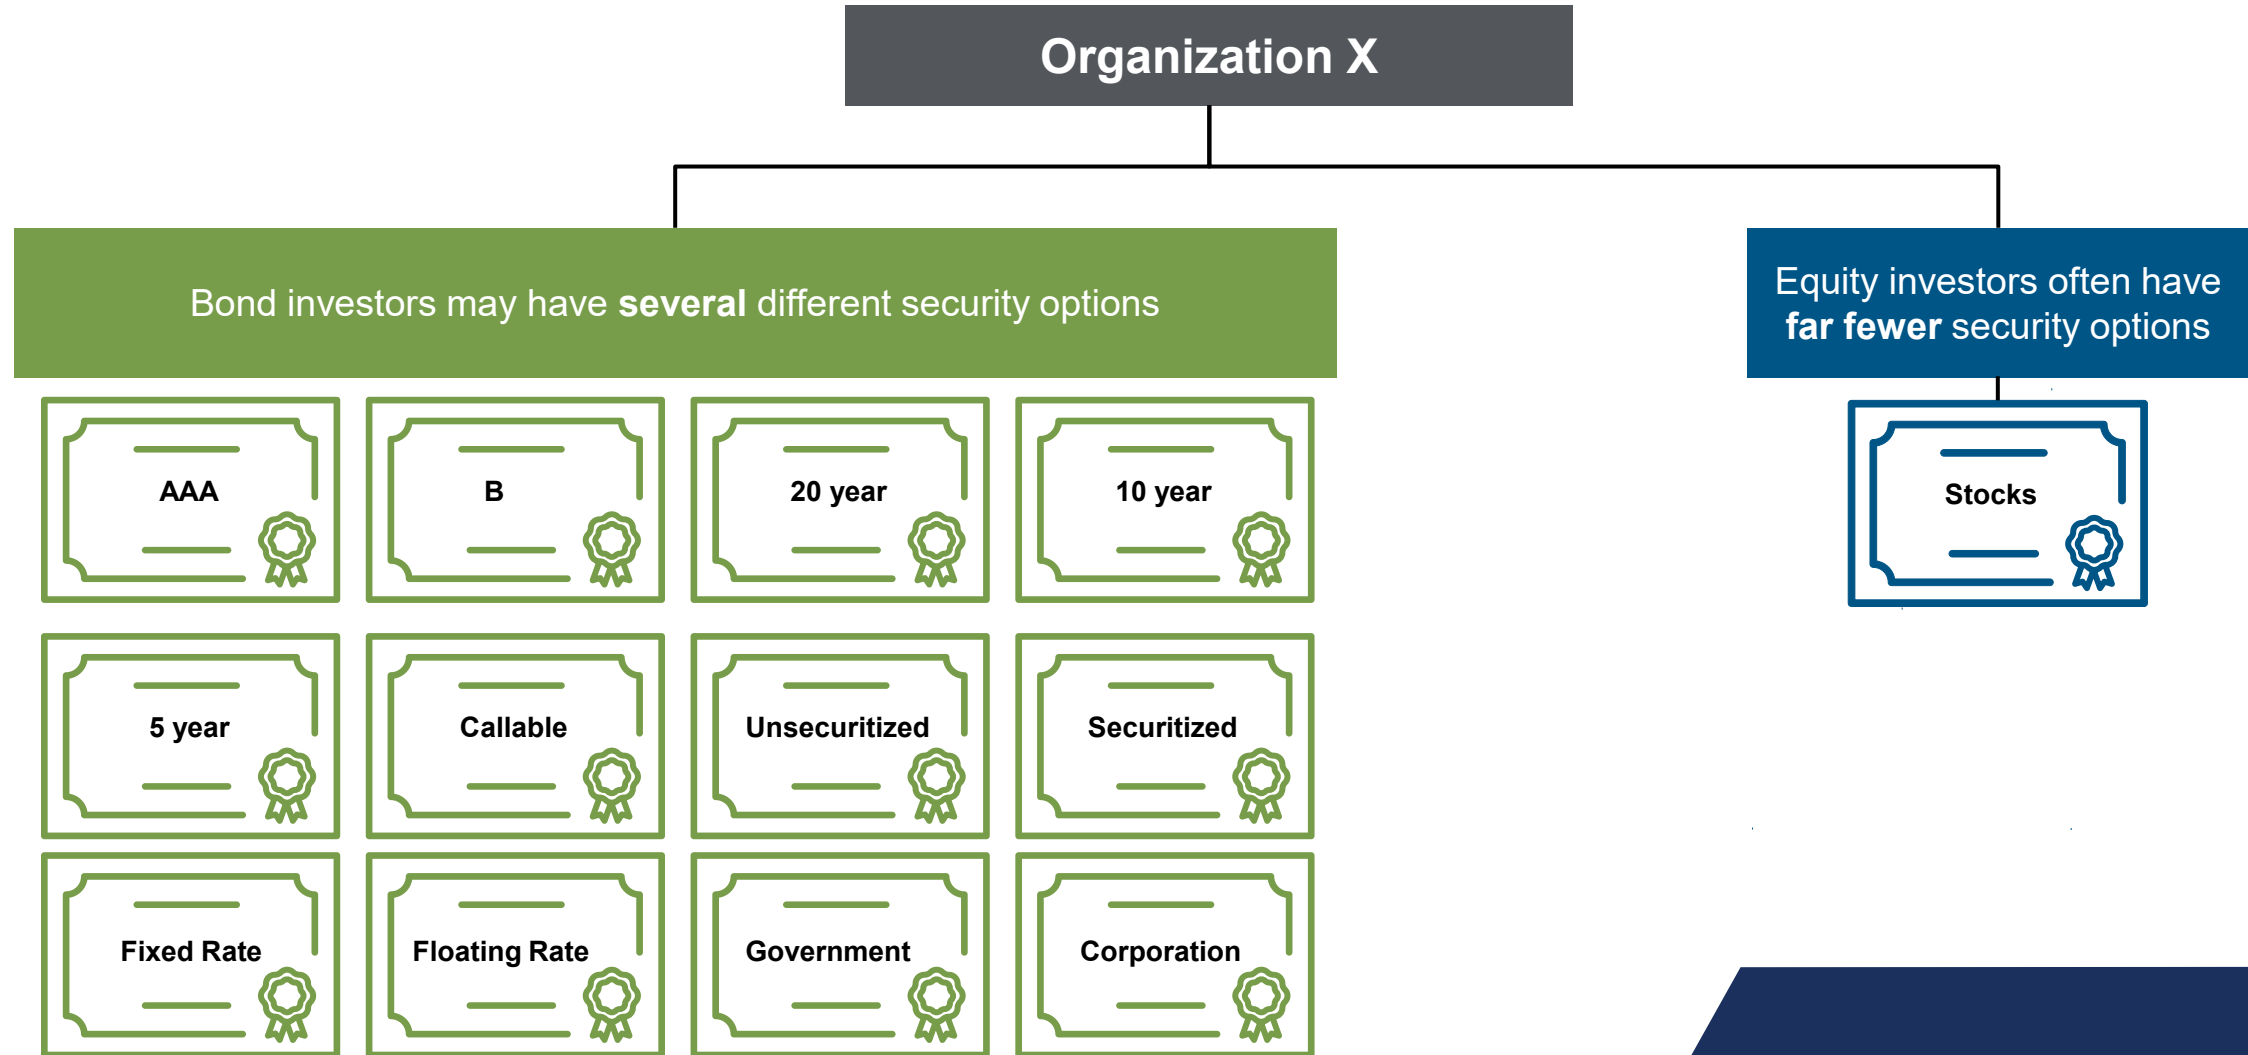 Organization X
Bond investors may have several different security options
Equity investors often have
far fewer security options
AAA
B
20 year
10 year
Stocks
5 year
Callable
Unsecuritized
Securitized
Fixed Rate
Floating Rate
Government
Corporation